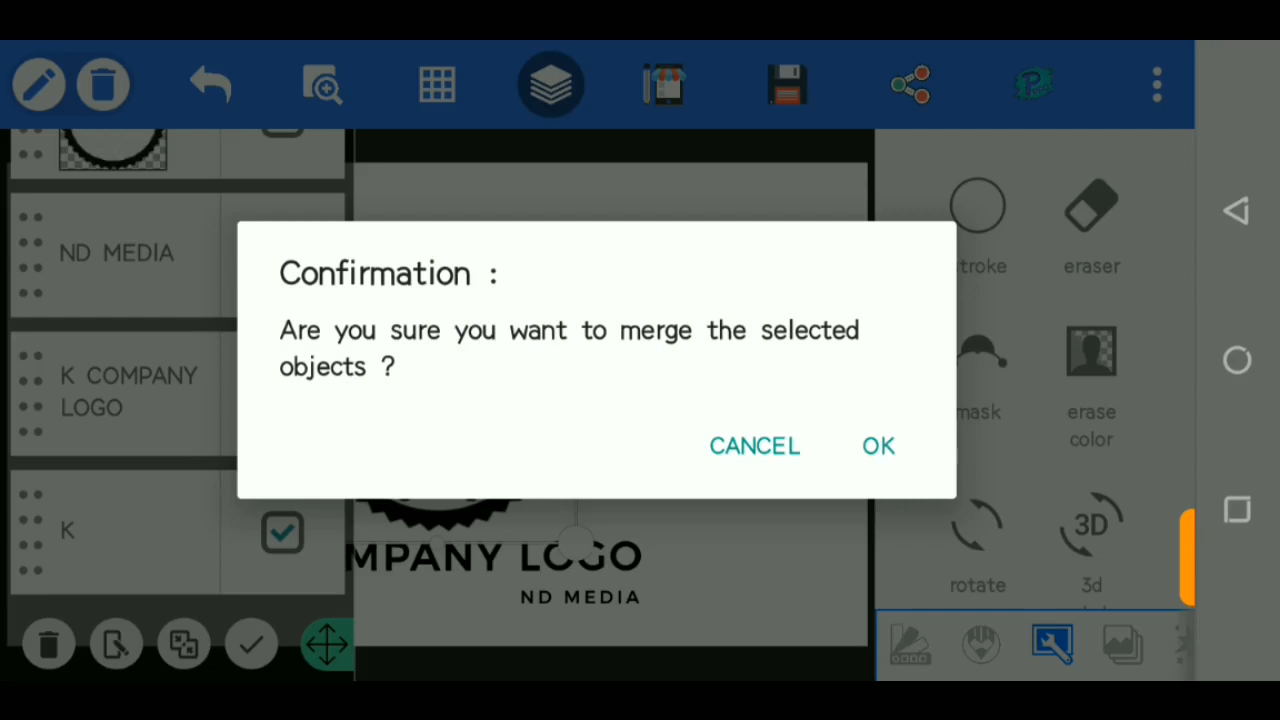 Confirmation :
Are you sure you want to merge the selected
objects ?
CANCEL OK
ND MEDIA
K COMPANY
LOGO
K
MPANY LOGO
ND MEDIA
troke
eraser
mask
erase
color
rotate
3D
3d